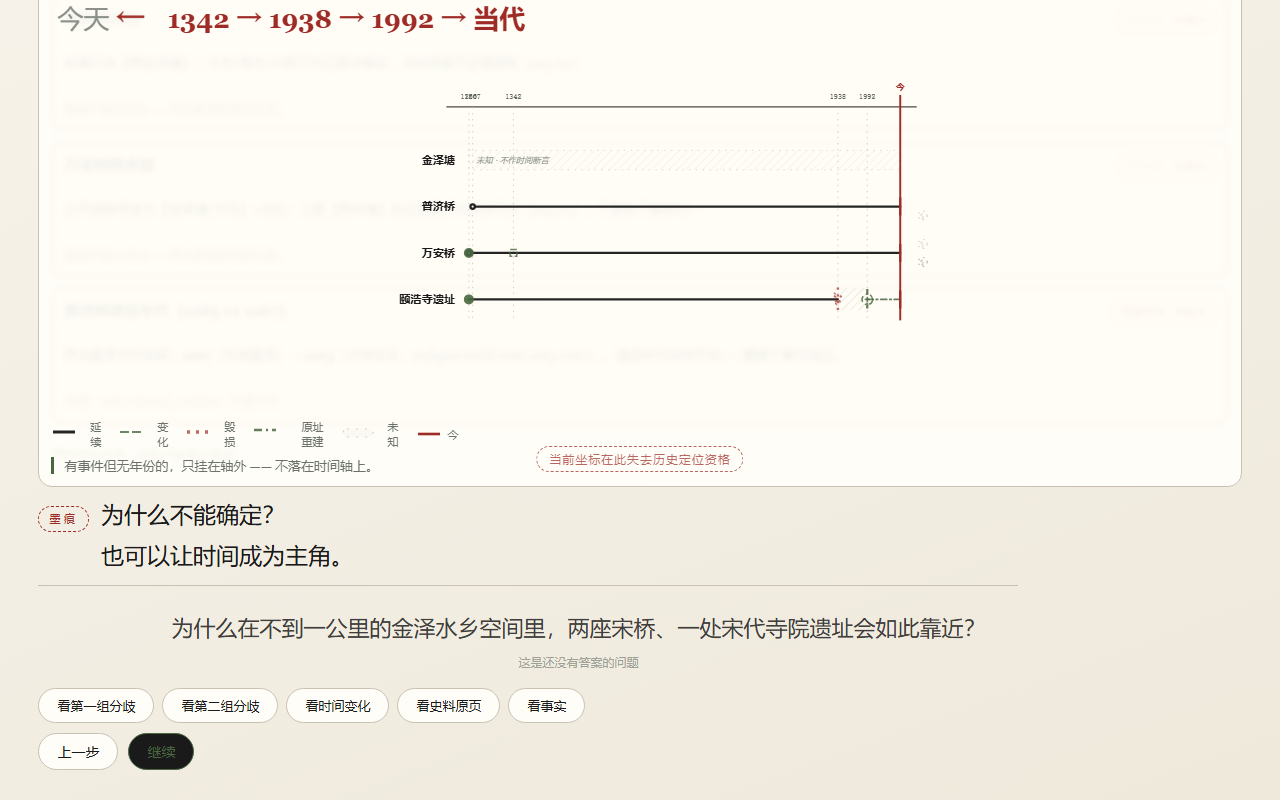 今天 ← 1342 → 1938 → 1992 → 当代
今
1342 1938 1992
金泽塘 未知 · 不作时间断言
普济桥
万安桥
颐浩寺遗址
延续 变化 毁损 原址重建 未知 今
有事件但无年份的，只挂在轴外 —— 不落在时间轴上。
当前坐标在此失去历史定位资格
墨痕 为什么不能确定？
也可以让时间成为主角。
为什么在不到一公里的金泽水乡空间里，两座宋桥、一处宋代寺院遗址会如此靠近？
这是还没有答案的问题
看第一组分歧 看第二组分歧 看时间变化 看史料原页 看事实
上一步 继续